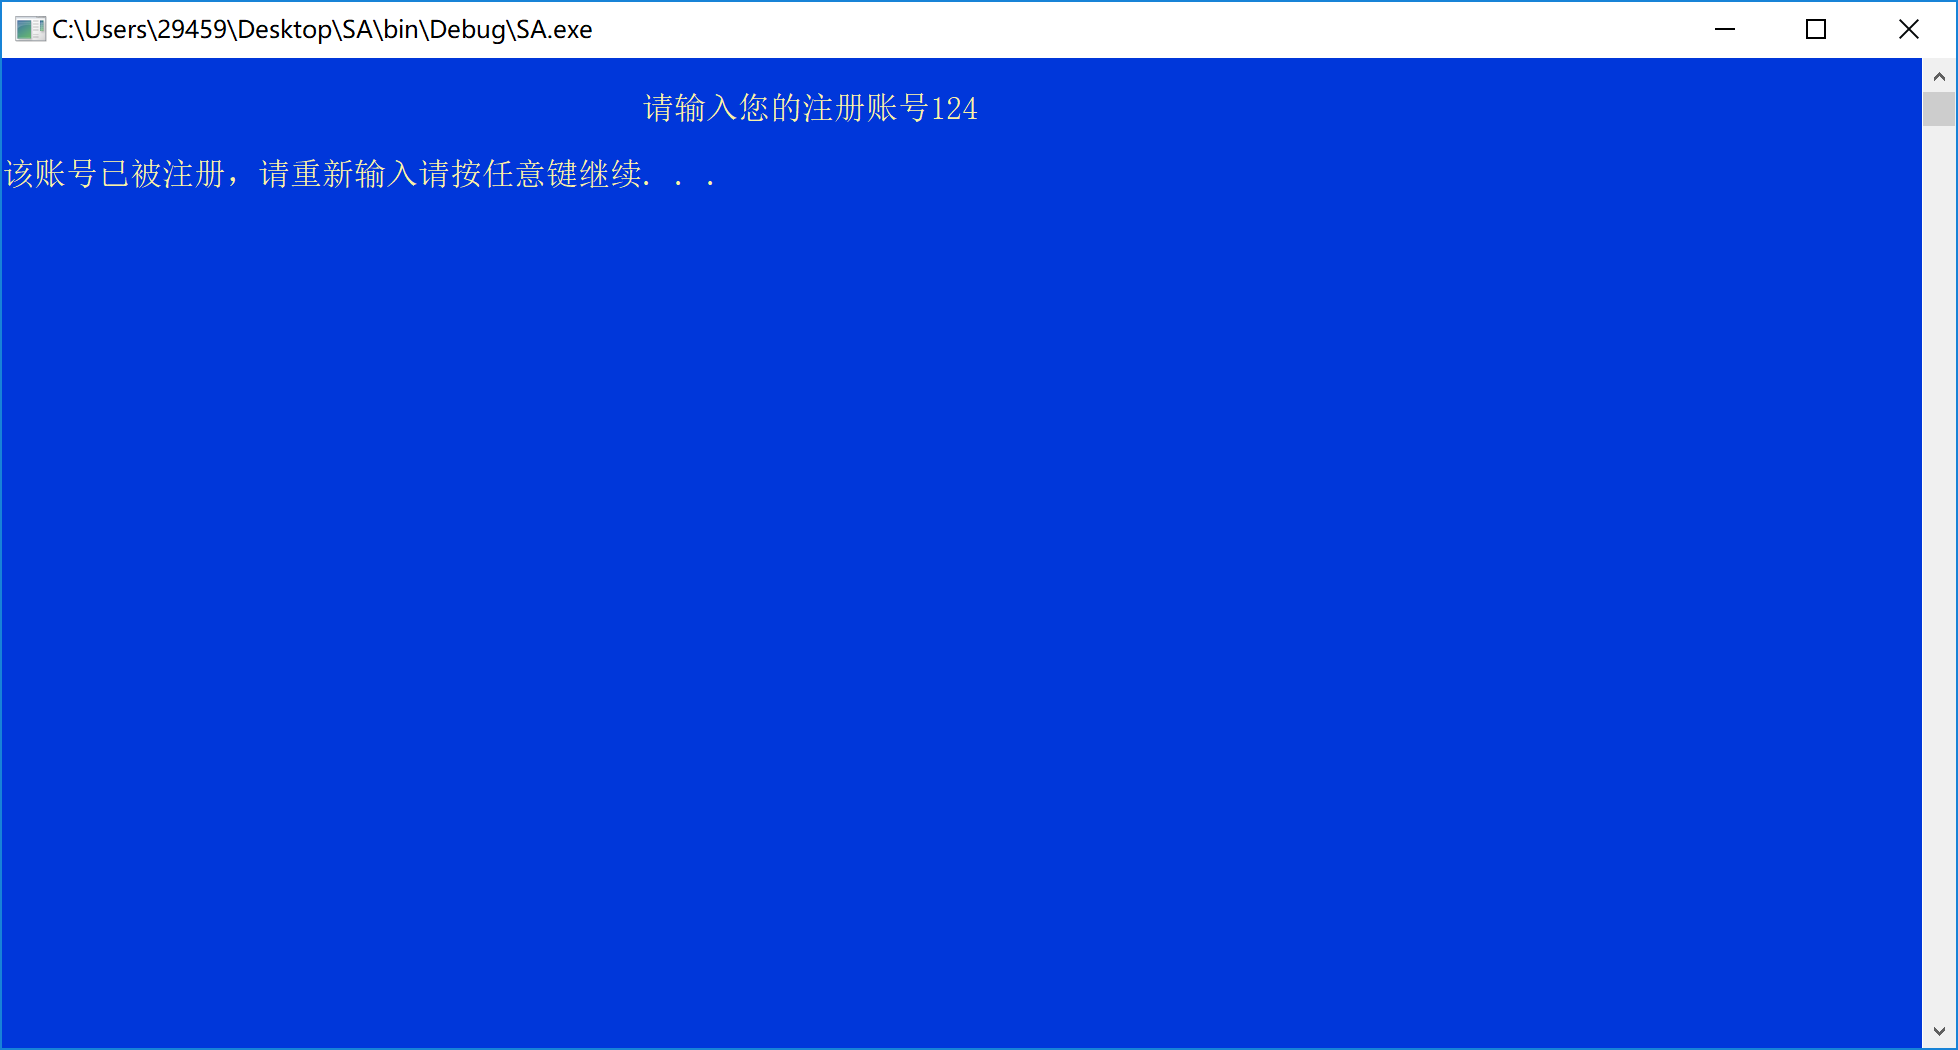 C:\Users\29459\Desktop\SA\bin\Debug\SA.exe
请输入您的注册账号124
该账号已被注册，请重新输入请按任意键继续. . .